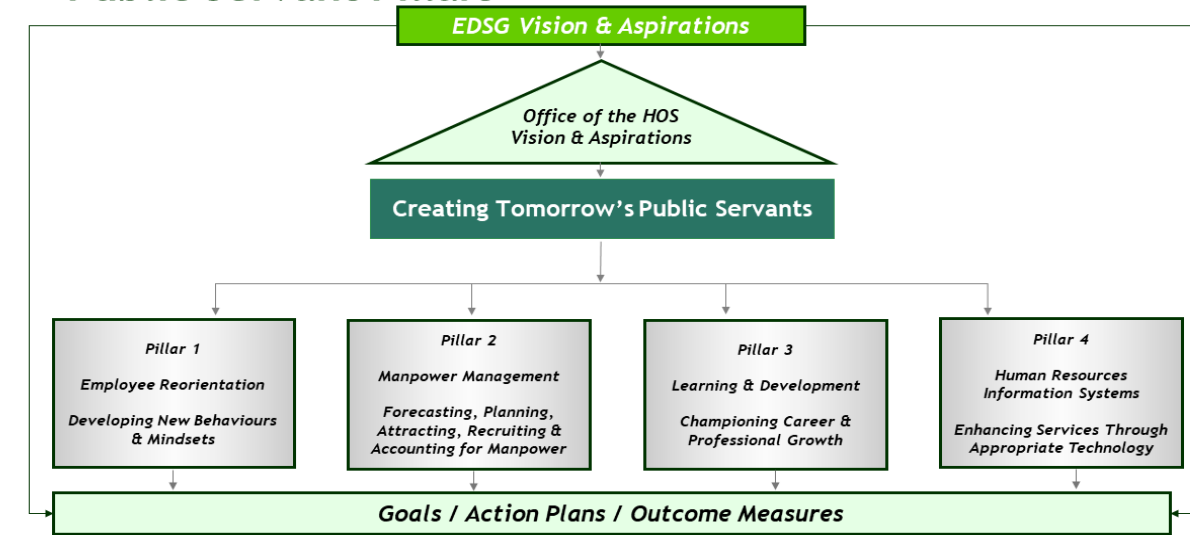 EDSG Vision & Aspirations
Office of the HOS
Vision & Aspirations
Creating Tomorrow's Public Servants
Pillar 1
Employee Reorientation
Developing New Behaviours
& Mindsets
Pillar 2
Manpower Management
Forecasting, Planning,
Attracting, Recruiting &
Accounting for Manpower
Pillar 3
Learning & Development
Championing Career &
Professional Growth
Pillar 4
Human Resources
Information Systems
Enhancing Services Through
Appropriate Technology
Goals / Action Plans / Outcome Measures